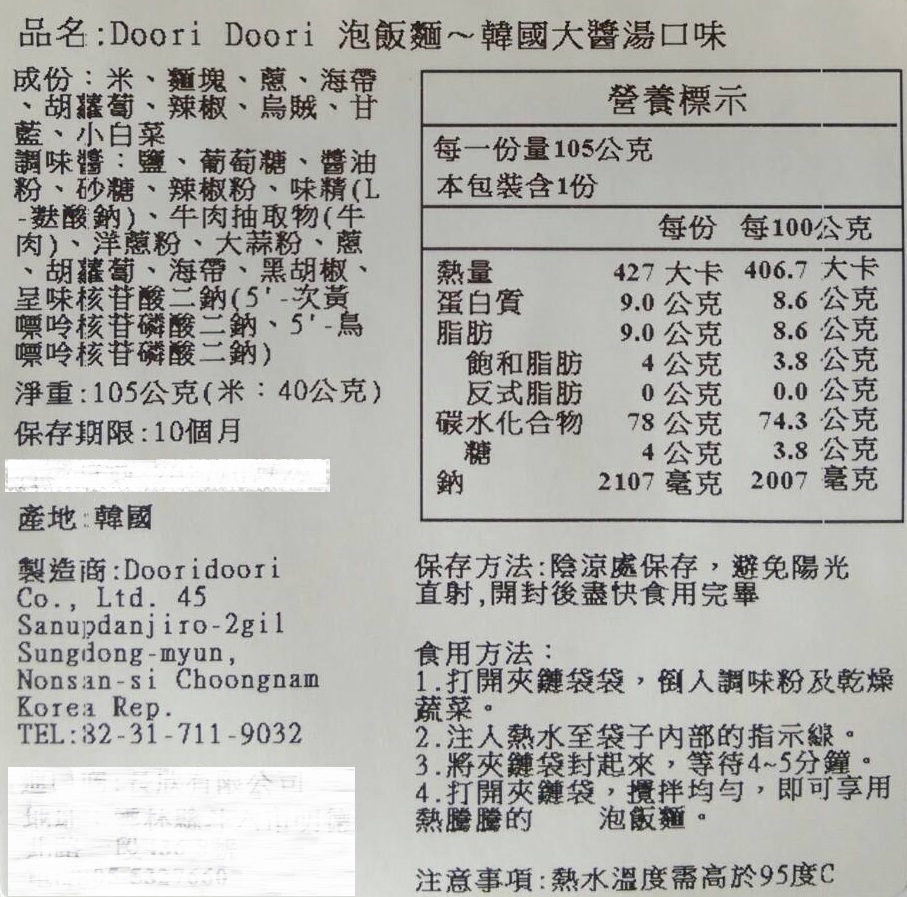 品名:Doori Doori 泡飯麵～韓國大醬湯口味
成份：米、麵塊、蔥、海帶
、胡蘿蔔、辣椒、烏賊、甘
藍、小白菜
調味醬：鹽、葡萄糖、醬油
粉、砂糖、辣椒粉、味精(L
-麩酸鈉)、牛肉抽取物(牛
肉)、洋蔥粉、大蒜粉、蔥
、胡蘿蔔、海帶、黑胡椒、
呈味核苷酸二鈉(5'-次黃
嘌呤核苷磷酸二鈉、5'-鳥
嘌呤核苷磷酸二鈉)
淨重:105公克(米：40公克)
保存期限:10個月
產地:韓國
製造商:Dooridoori
Co., Ltd. 45
Sanupdanjiro-2gil
Sungdong-myun,
Nonsan-si Choongnam
Korea Rep.
TEL:82-31-711-9032
營養標示
每一份量105公克
本包裝含1份
每份 每100公克
熱量 427 大卡 406.7 大卡
蛋白質 9.0 公克 8.6 公克
脂肪 9.0 公克 8.6 公克
飽和脂肪 4 公克 3.8 公克
反式脂肪 0 公克 0.0 公克
碳水化合物 78 公克 74.3 公克
糖 4 公克 3.8 公克
鈉 2107 毫克 2007 毫克
保存方法:陰涼處保存，避免陽光
直射,開封後盡快食用完畢
食用方法：
1.打開夾鏈袋袋，倒入調味粉及乾燥
蔬菜。
2.注入熱水至袋子內部的指示線。
3.將夾鏈袋封起來，等待4~5分鐘。
4.打開夾鏈袋，攪拌均勻，即可享用
熱騰騰的 泡飯麵。
注意事項:熱水溫度需高於95度C